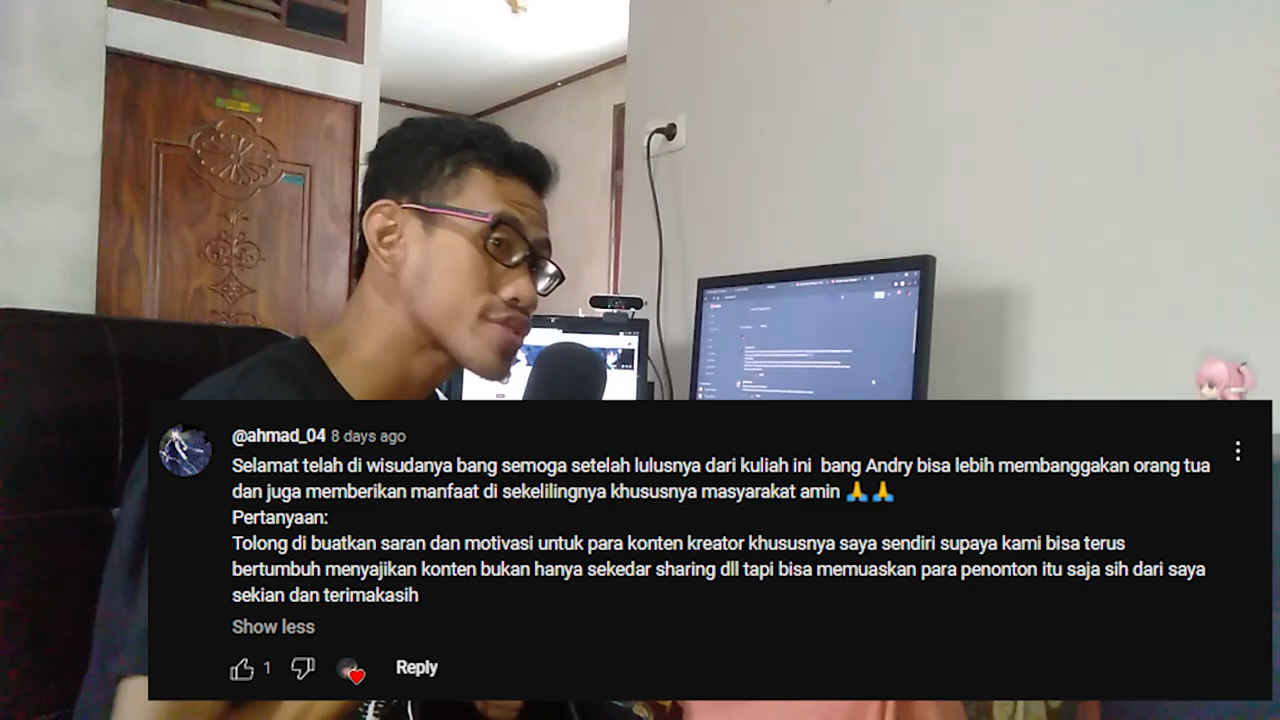 @ahmad_04 8 days ago
Selamat telah di wisudanya bang semoga setelah lulusnya dari kuliah ini bang Andry bisa lebih membanggakan orang tua
dan juga memberikan manfaat di sekelilingnya khususnya masyarakat amin 🙏🙏
Pertanyaan:
Tolong di buatkan saran dan motivasi untuk para konten kreator khususnya saya sendiri supaya kami bisa terus
bertumbuh menyajikan konten bukan hanya sekedar sharing dll tapi bisa memuaskan para penonton itu saja sih dari saya
sekian dan terimakasih
Show less
1
Reply